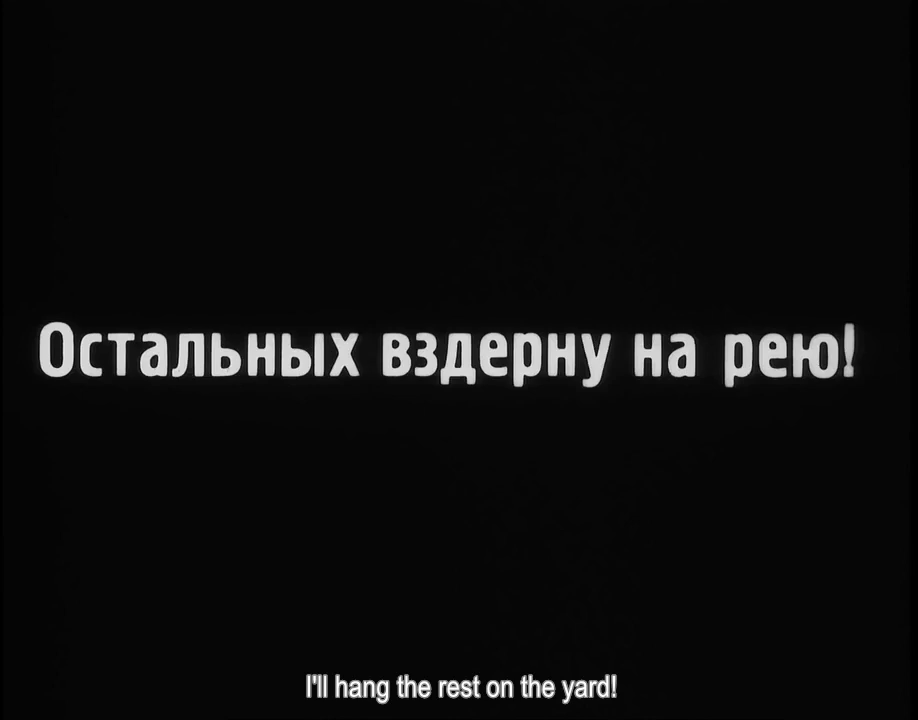 Остальных вздерну на рею!
I'll hang the rest on the yard!